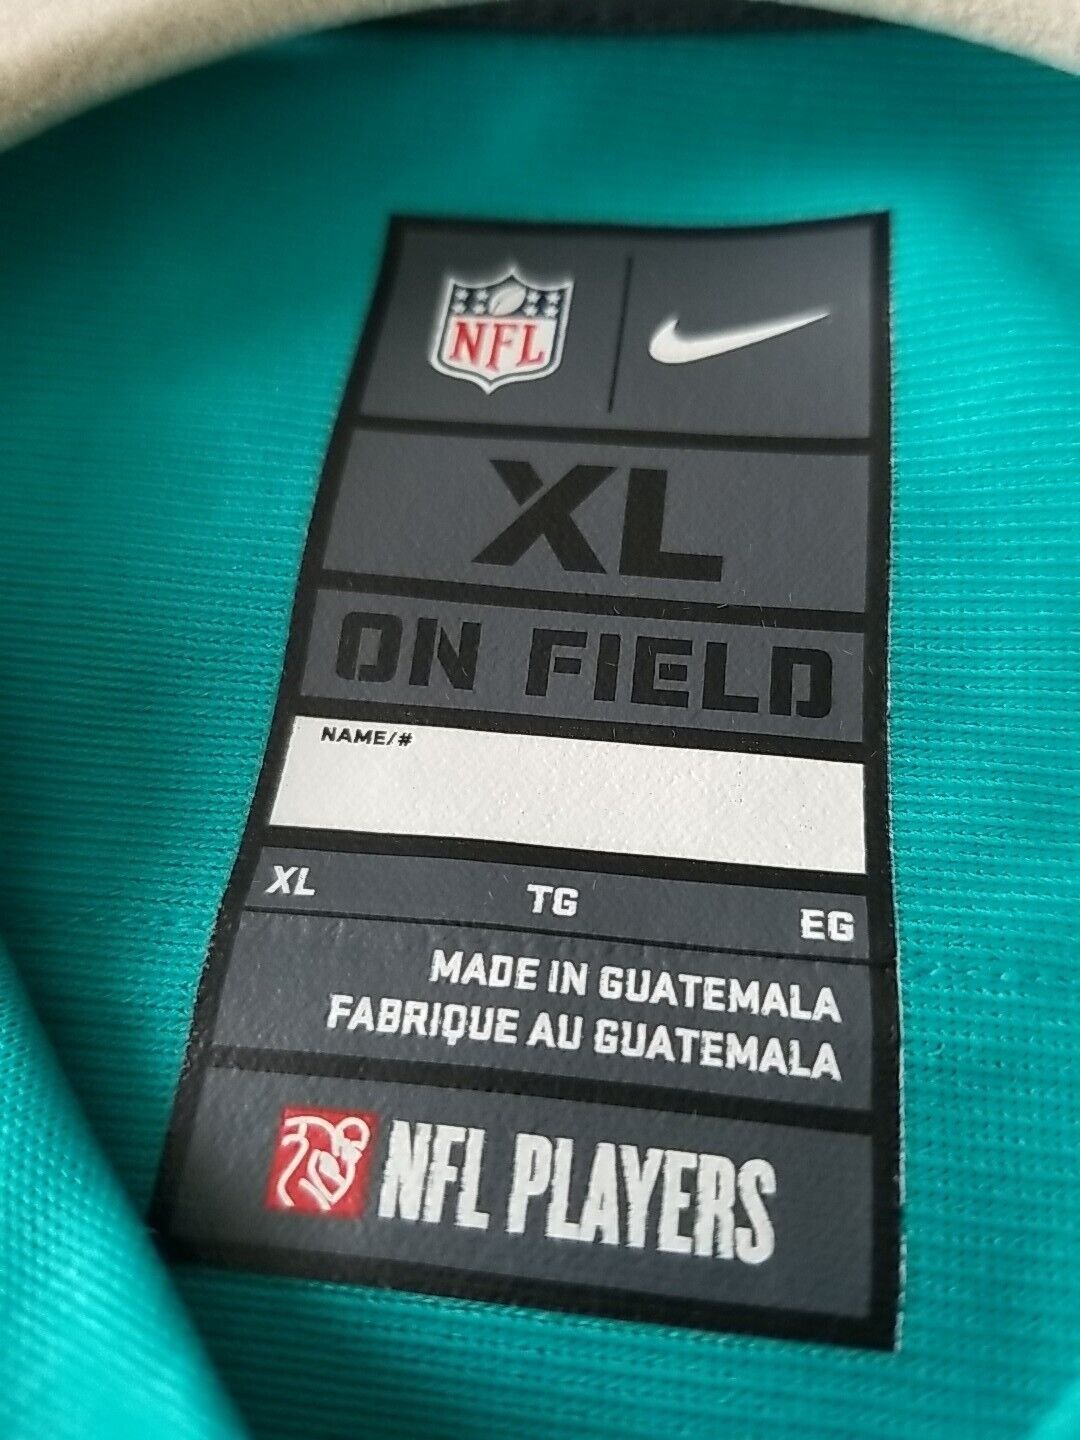 NFL
XL
ON FIELD
NAME/#
XL TG EG
MADE IN GUATEMALA
FABRIQUE AU GUATEMALA
NFL PLAYERS